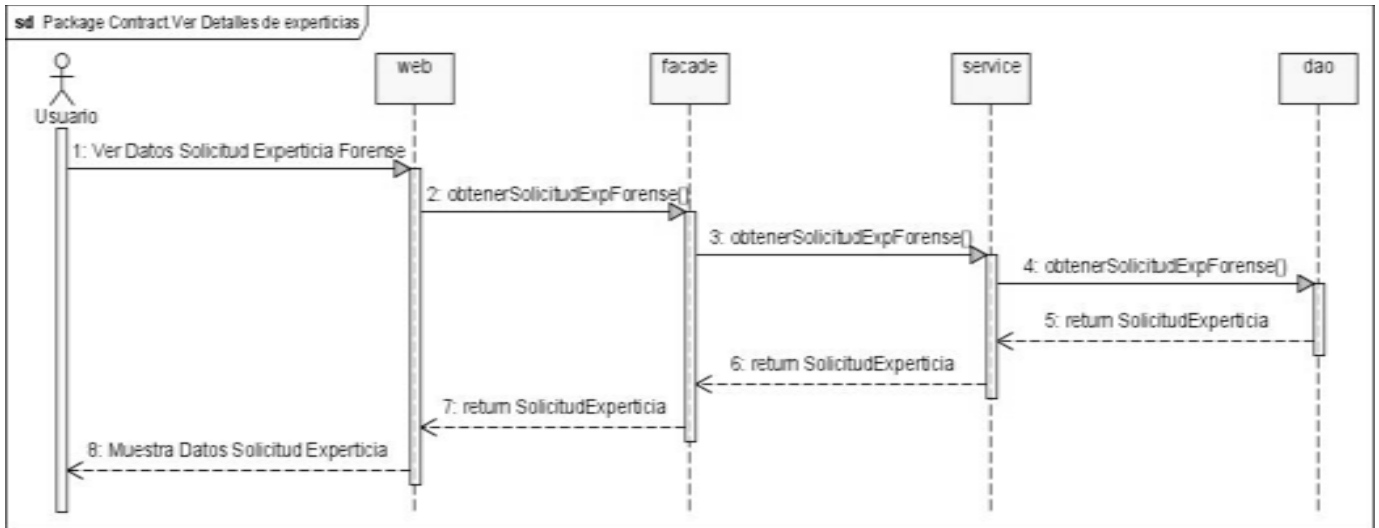 sd Package Contract Ver Detalles de experticias
Usuario
web
facade
service
dao
1: Ver Datos Solicitud Experticia Forense
2: obtenerSolicitudExpForense()
3: obtenerSolicitudExpForense()
4: obtenerSolicitudExpForense()
5: return SolicitudExperticia
6: return SolicitudExperticia
7: return SolicitudExperticia
8: Muestra Datos Solicitud Experticia